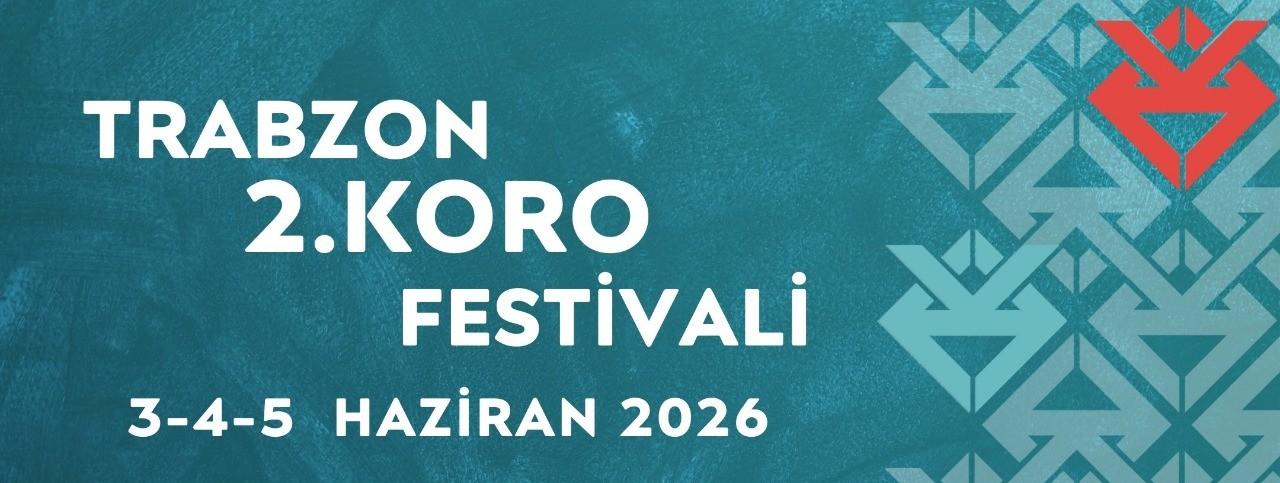 TRABZON
2.KORO
FESTİVALİ
3-4-5 HAZİRAN 2026